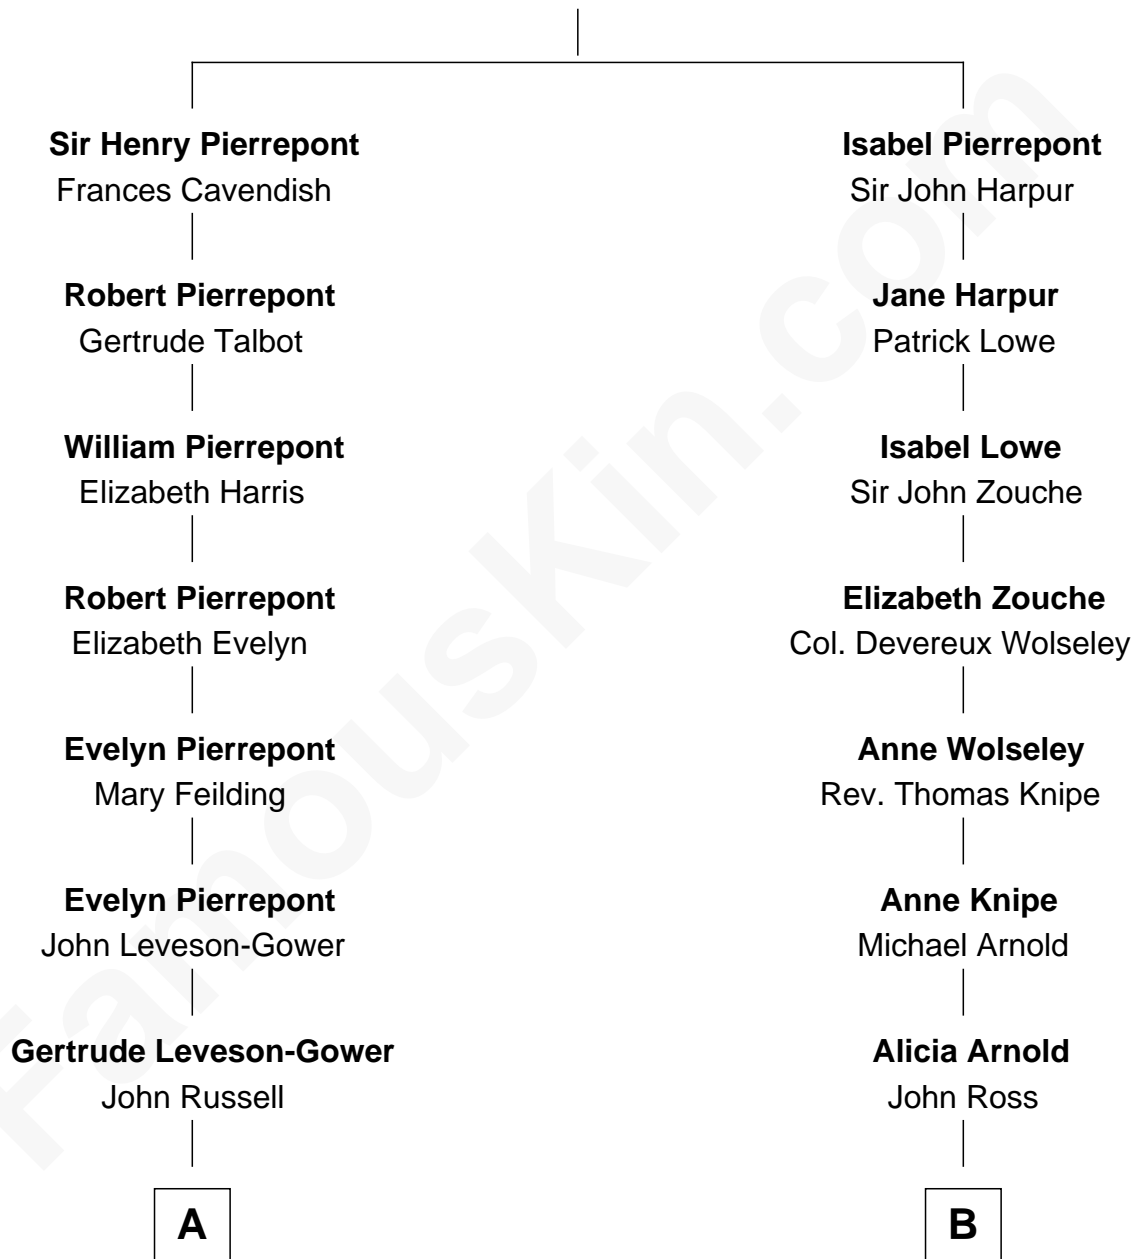 Sir Henry Pierrepont
Frances Cavendish
Isabel Pierrepont
Sir John Harpur
Robert Pierrepont
Gertrude Talbot
Jane Harpur
Patrick Lowe
William Pierrepont
Elizabeth Harris
Isabel Lowe
Sir John Zouche
Robert Pierrepont
Elizabeth Evelyn
Elizabeth Zouche
Col. Devereux Wolseley
Evelyn Pierrepont
Mary Feilding
Anne Wolseley
Rev. Thomas Knipe
Evelyn Pierrepont
John Leveson-Gower
Anne Knipe
Michael Arnold
Gertrude Leveson-Gower
John Russell
Alicia Arnold
John Ross
A
B
FamousKin.com